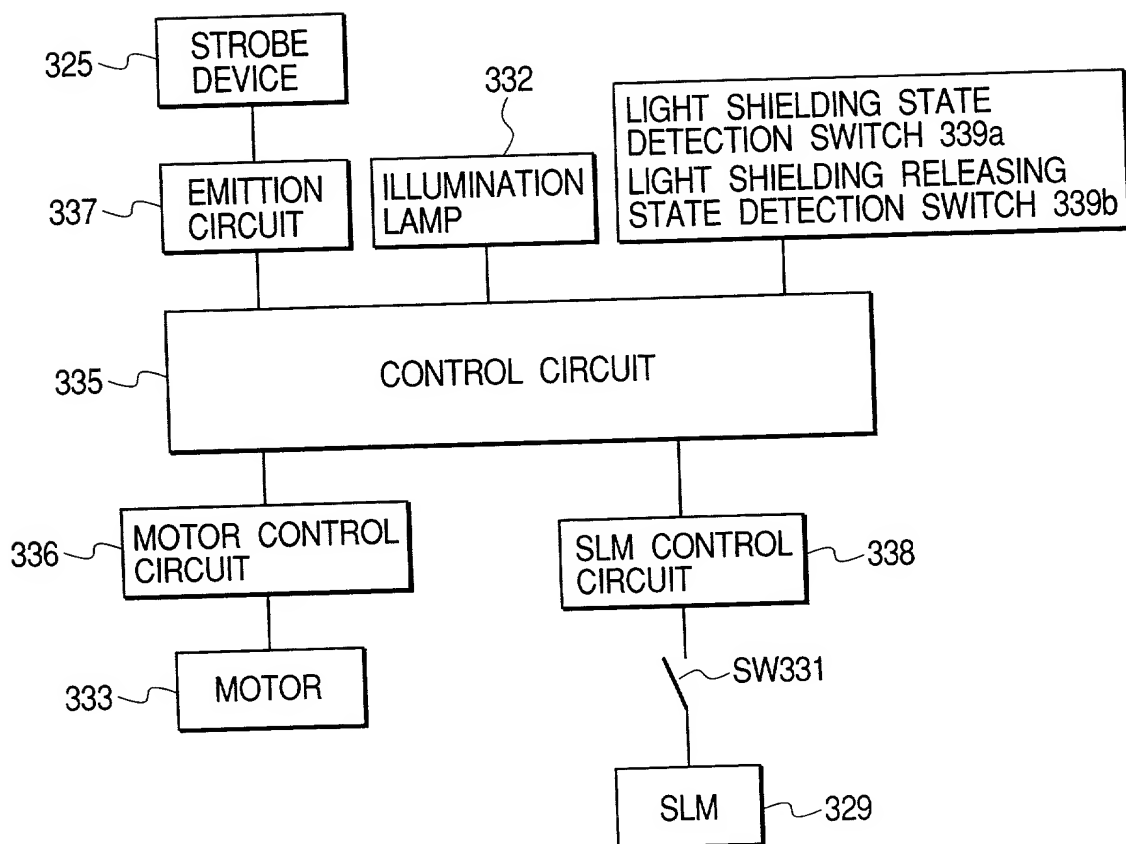 325
STROBE
DEVICE
332
LIGHT SHIELDING STATE
DETECTION SWITCH 339a
LIGHT SHIELDING RELEASING
STATE DETECTION SWITCH 339b
337
EMITTION
CIRCUIT
ILLUMINATION
LAMP
335
CONTROL CIRCUIT
336
MOTOR CONTROL
CIRCUIT
SLM CONTROL
CIRCUIT
338
333
MOTOR
SW331
SLM
329